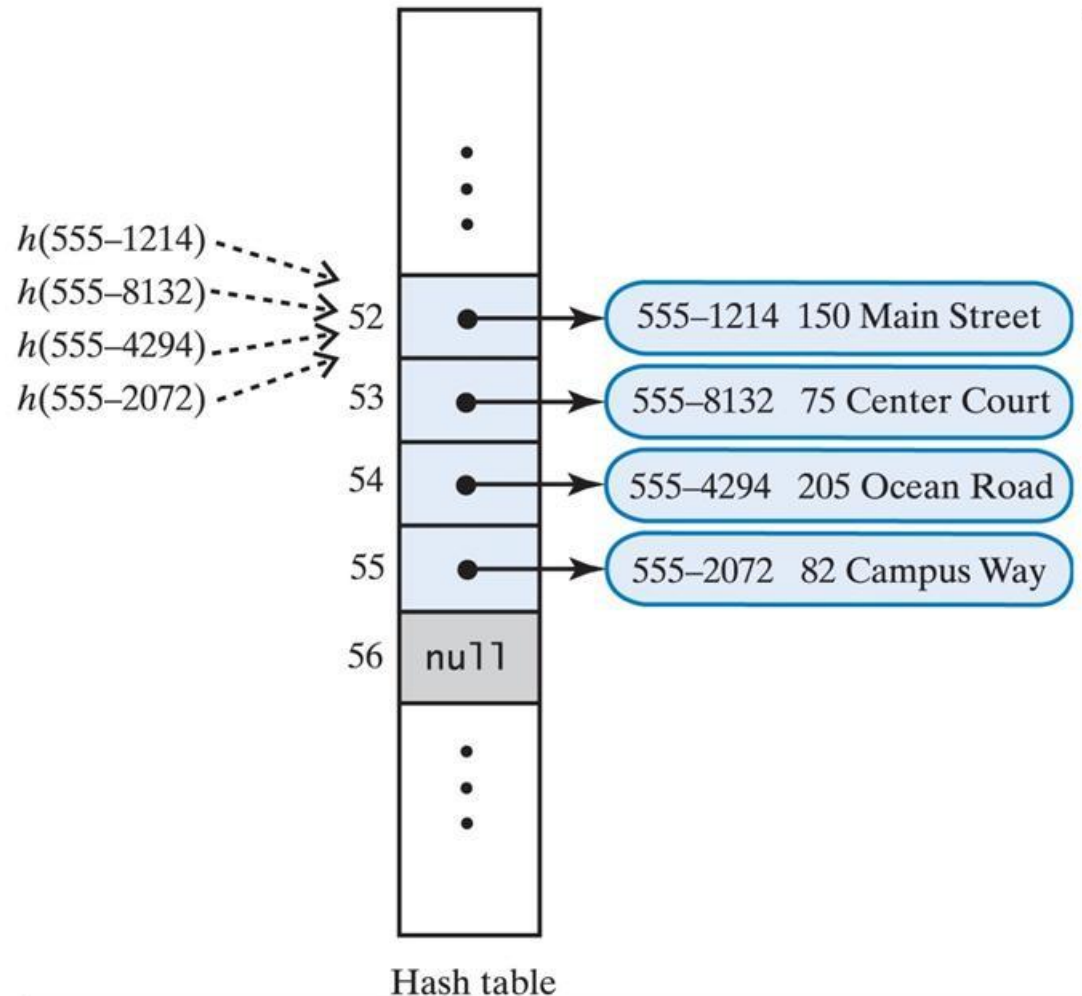 h(555–1214)
h(555–8132)
h(555–4294)
h(555–2072)
52
555–1214 150 Main Street
53
555–8132 75 Center Court
54
555–4294 205 Ocean Road
55
555–2072 82 Campus Way
56
null
Hash table